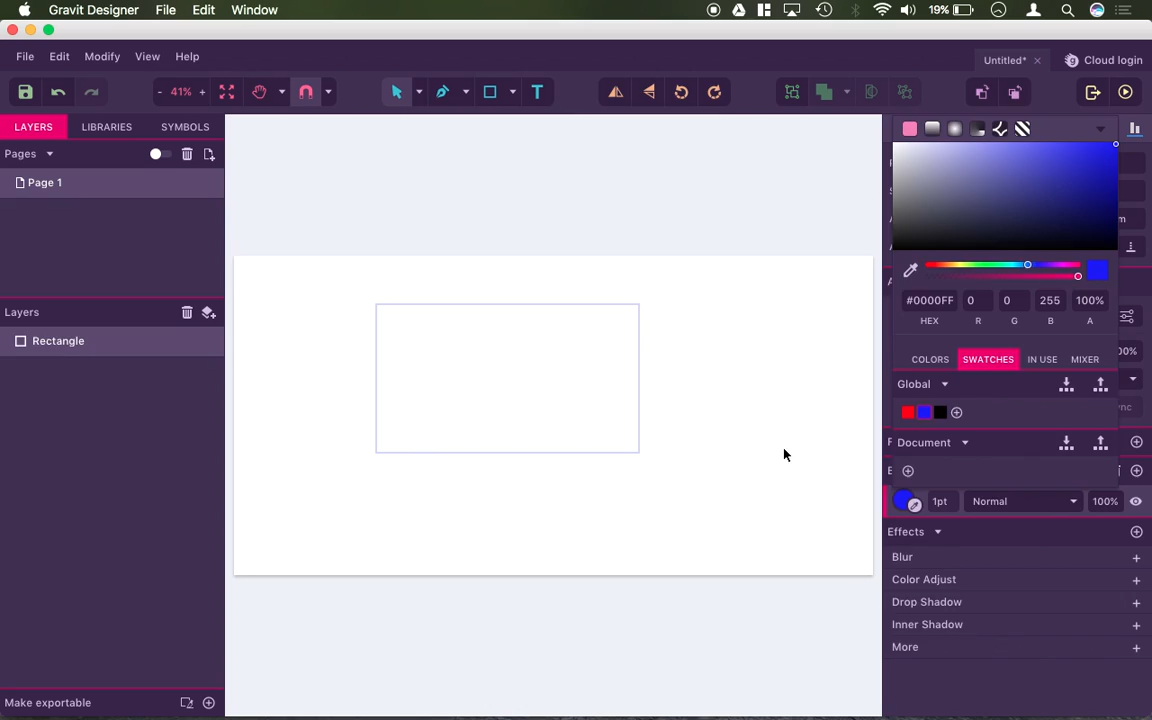 Gravit Designer File Edit Window 19%
File Edit Modify View Help Untitled* × Cloud login
- 41% + T
LAYERS LIBRARIES SYMBOLS
Pages
Page 1
Layers
Rectangle
Make exportable
#0000FF 0 0 255 100%
HEX R G B A
COLORS SWATCHES IN USE MIXER
Global
Document
1pt Normal 100%
Effects
Blur
Color Adjust
Drop Shadow
Inner Shadow
More